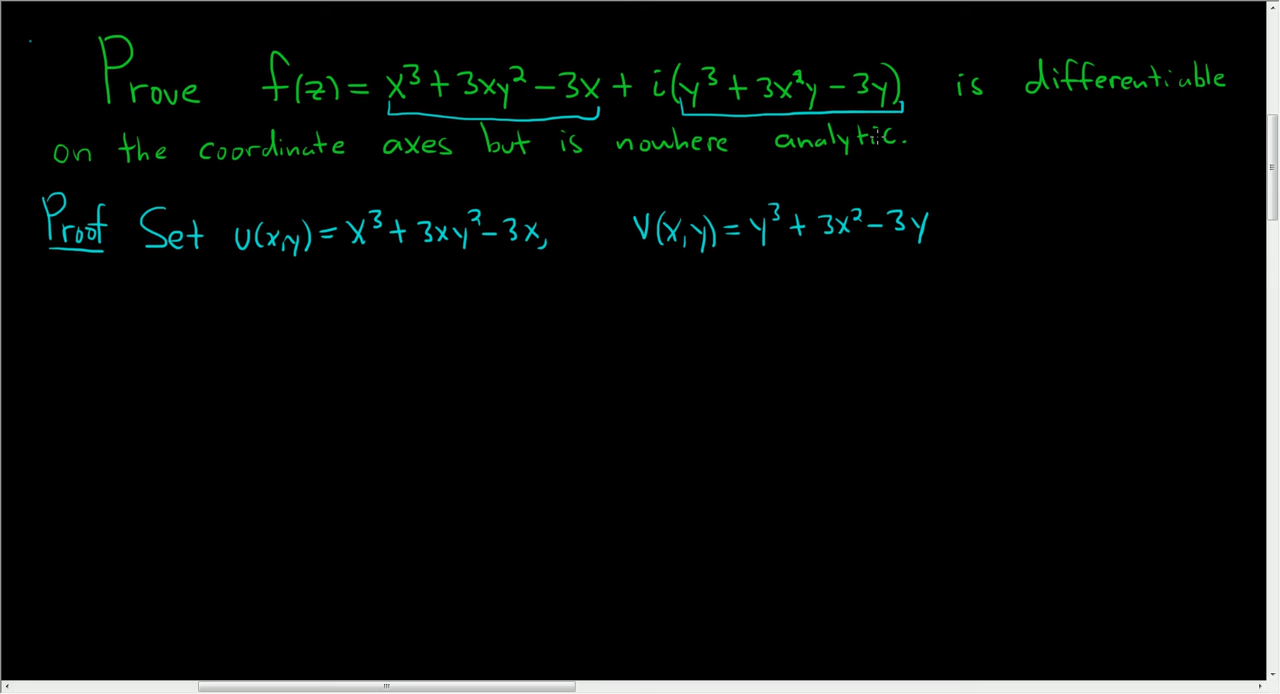 Prove f(z) = x³ + 3xy² − 3x + i(y³ + 3x²y − 3y) is differentiable
on the coordinate axes but is nowhere analytic.
Proof Set u(x,y) = x³ + 3xy² − 3x, v(x,y) = y³ + 3x² − 3y